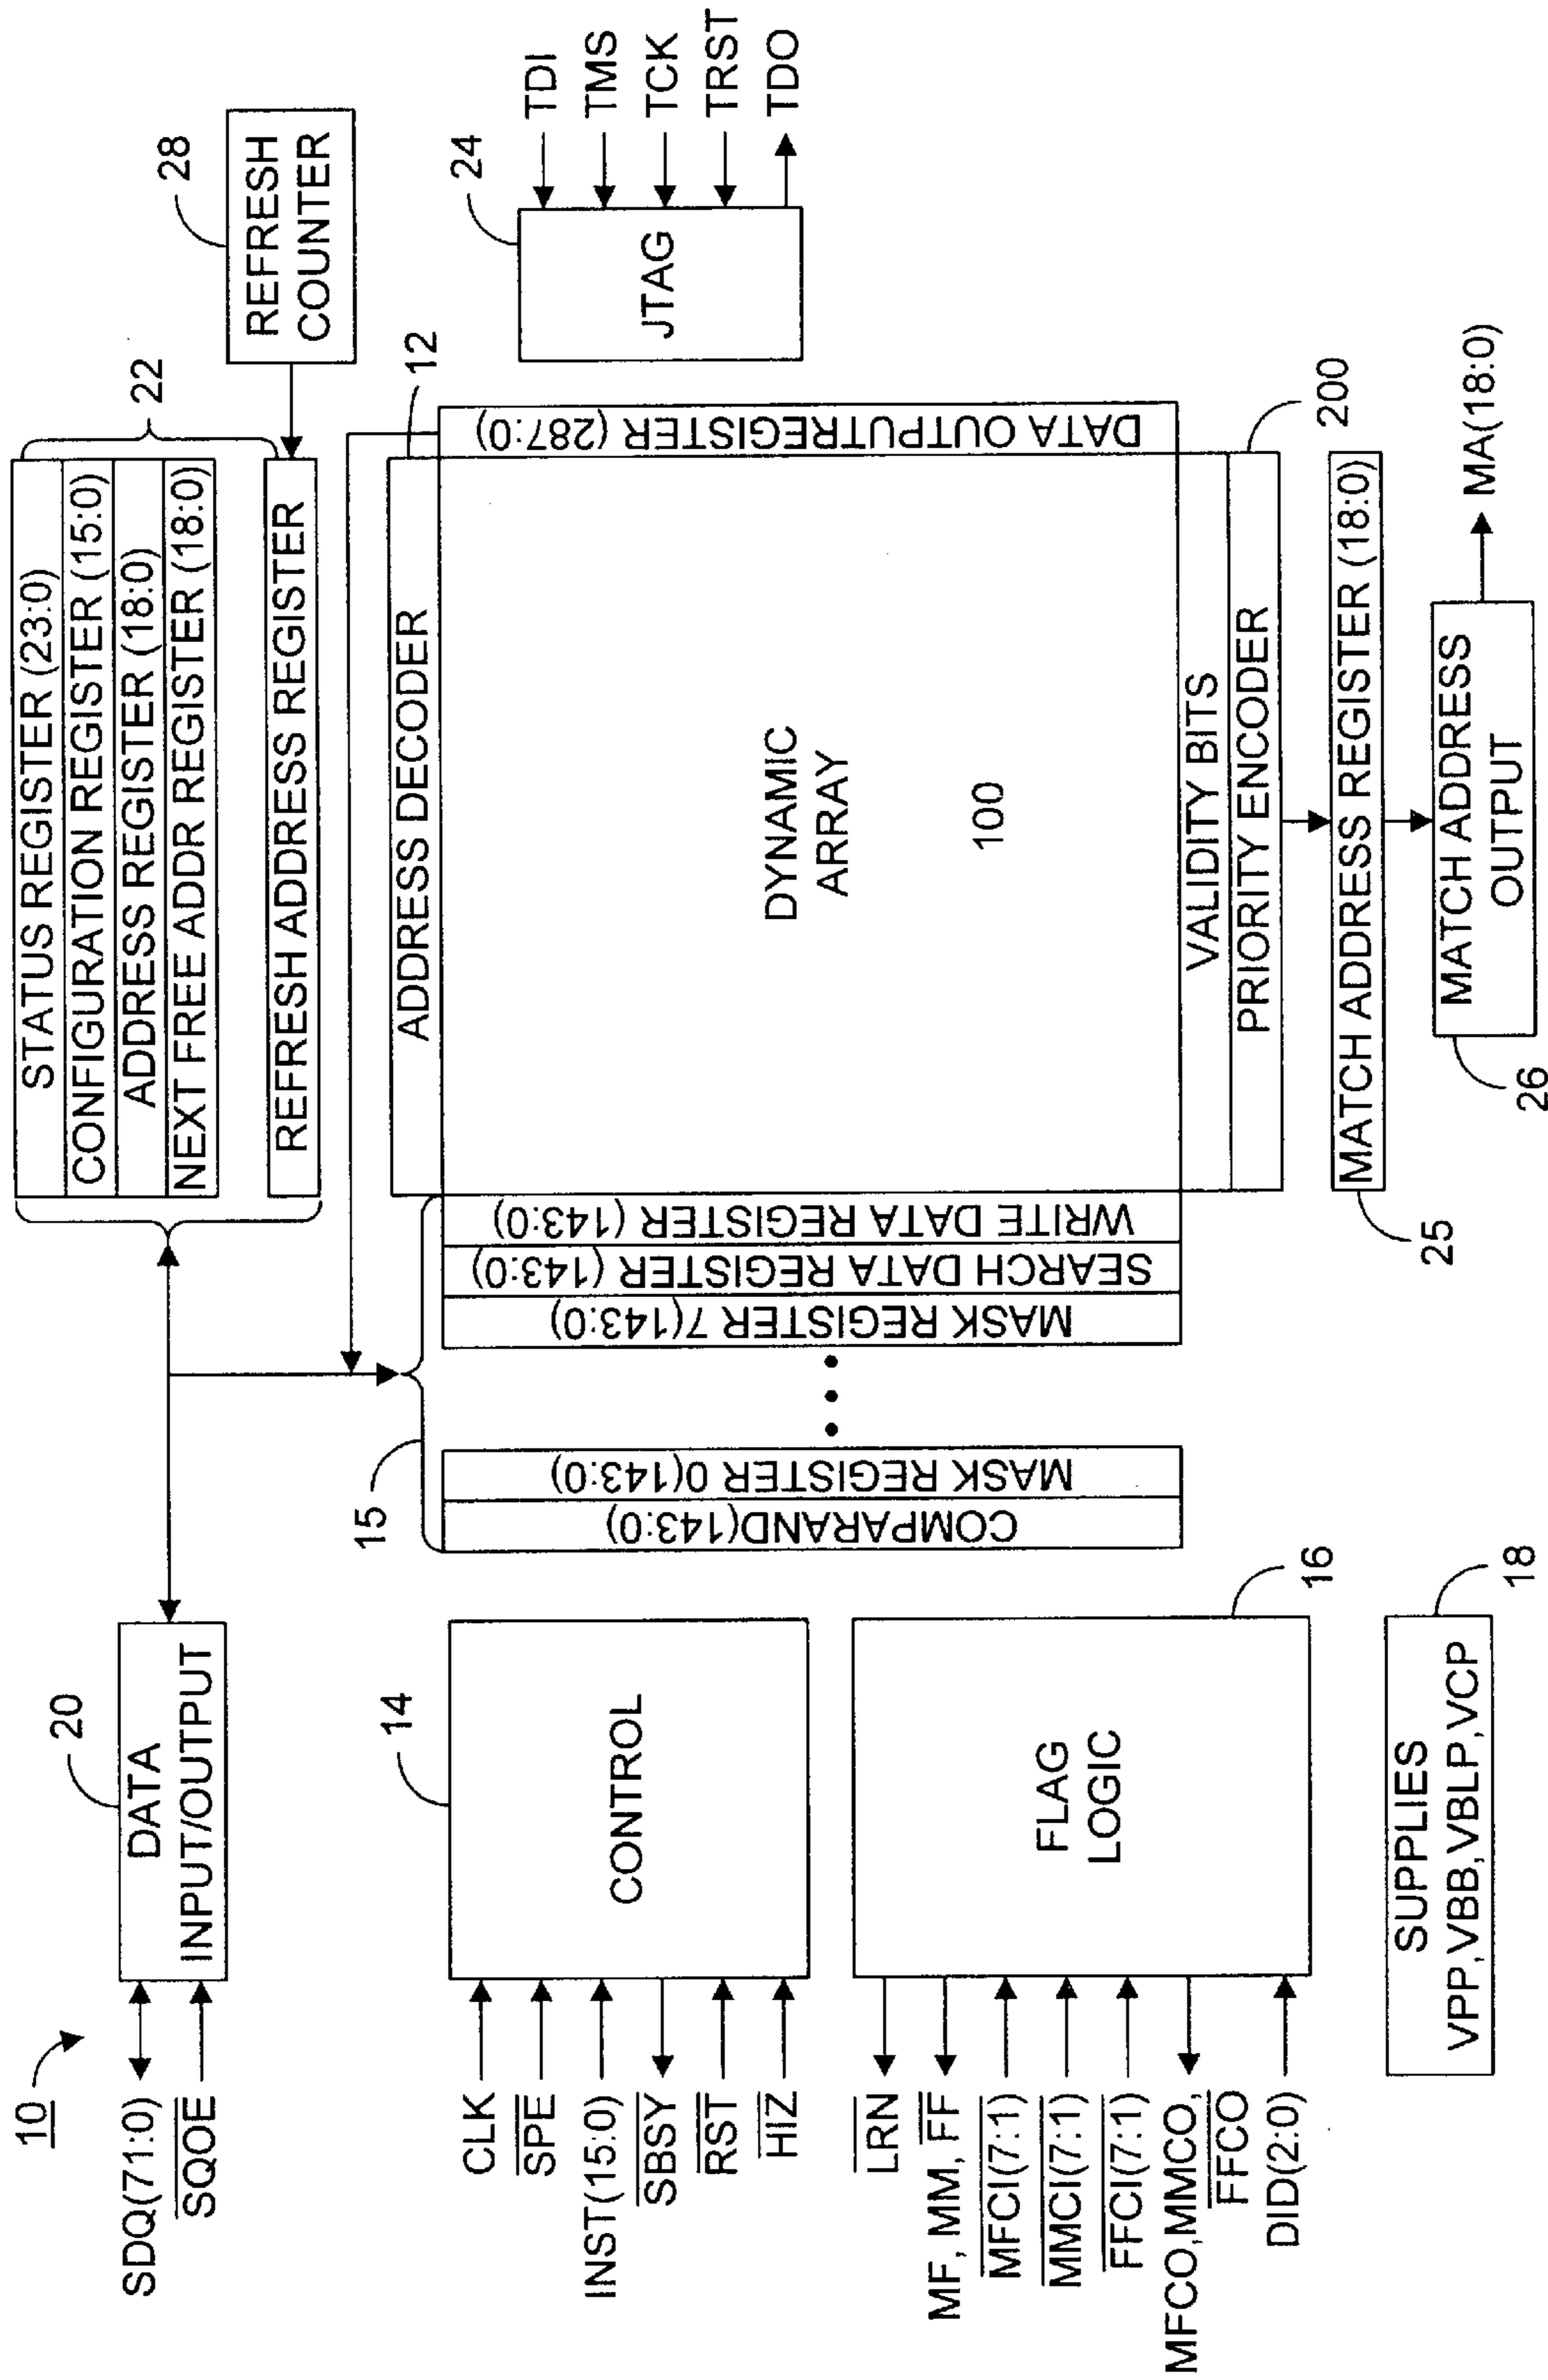 10
SDQ(71:0)
SQOE
20
DATA
INPUT/OUTPUT
STATUS REGISTER (23:0)
CONFIGURATION REGISTER (15:0)
ADDRESS REGISTER (18:0)
NEXT FREE ADDR REGISTER (18:0)
REFRESH ADDRESS REGISTER
22
28
REFRESH
COUNTER
CLK
SPE
INST(15:0)
SBSY
RST
HIZ
14
CONTROL
15
COMPARAND(143:0)
MASK REGISTER 0(143:0)
MASK REGISTER 7(143:0)
SEARCH DATA REGISTER (143:0)
WRITE DATA REGISTER (143:0)
ADDRESS DECODER
12
DYNAMIC
ARRAY
100
DATA OUTPUTREGISTER (287:0)
VALIDITY BITS
PRIORITY ENCODER
200
24
JTAG
TDI
TMS
TCK
TRST
TDO
LRN
MF, MM, FF
MFCI(7:1)
MMCI(7:1)
FFCI(7:1)
MFCO,MMCO,
FFCO
DID(2:0)
FLAG
LOGIC
16
25
MATCH ADDRESS REGISTER (18:0)
SUPPLIES
VPP,VBB,VBLP,VCP
18
26
MATCH ADDRESS
OUTPUT
MA(18:0)